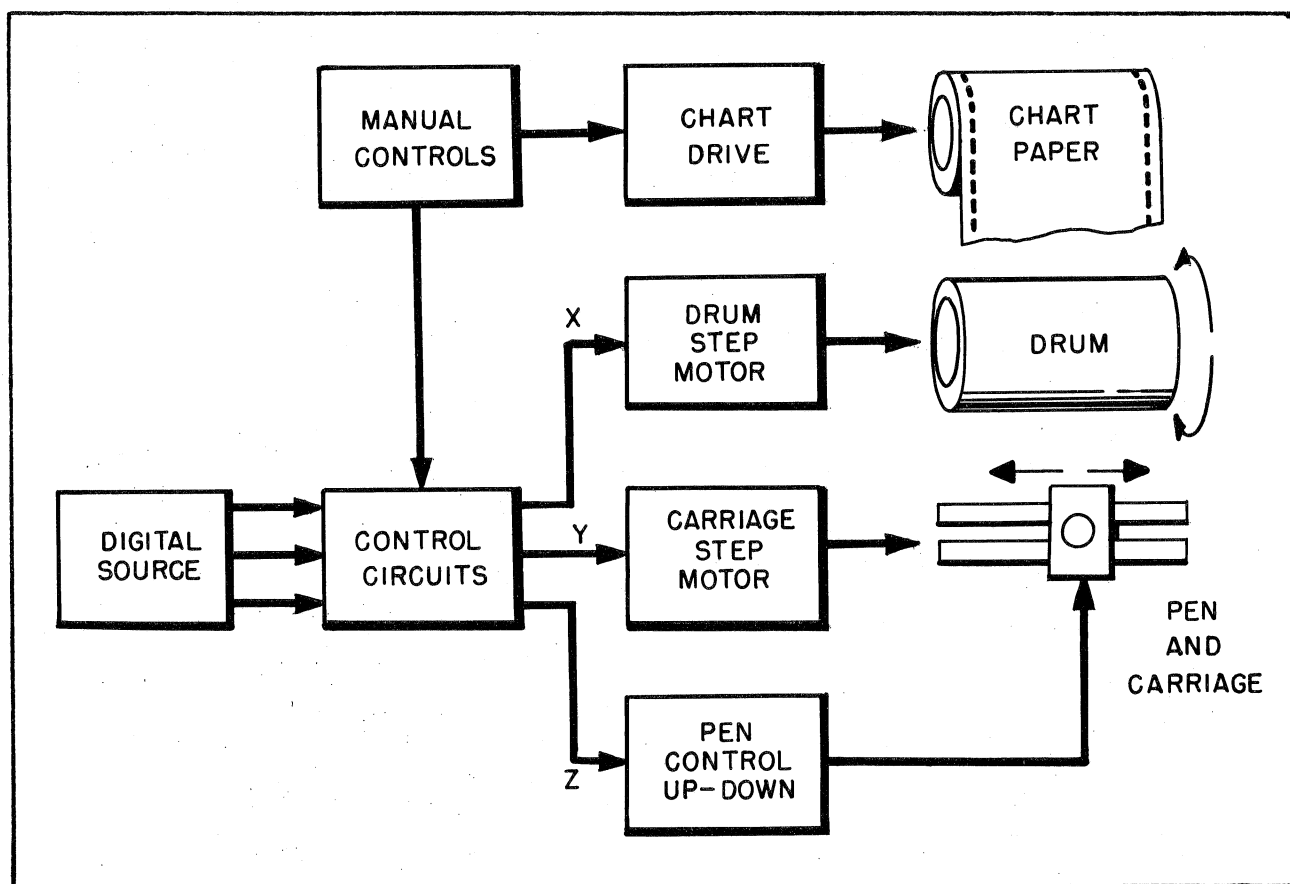 MANUAL
CONTROLS
CHART
DRIVE
CHART
PAPER
X
DRUM
STEP
MOTOR
DRUM
DIGITAL
SOURCE
CONTROL
CIRCUITS
Y
CARRIAGE
STEP
MOTOR
PEN
AND
CARRIAGE
Z
PEN
CONTROL
UP-DOWN